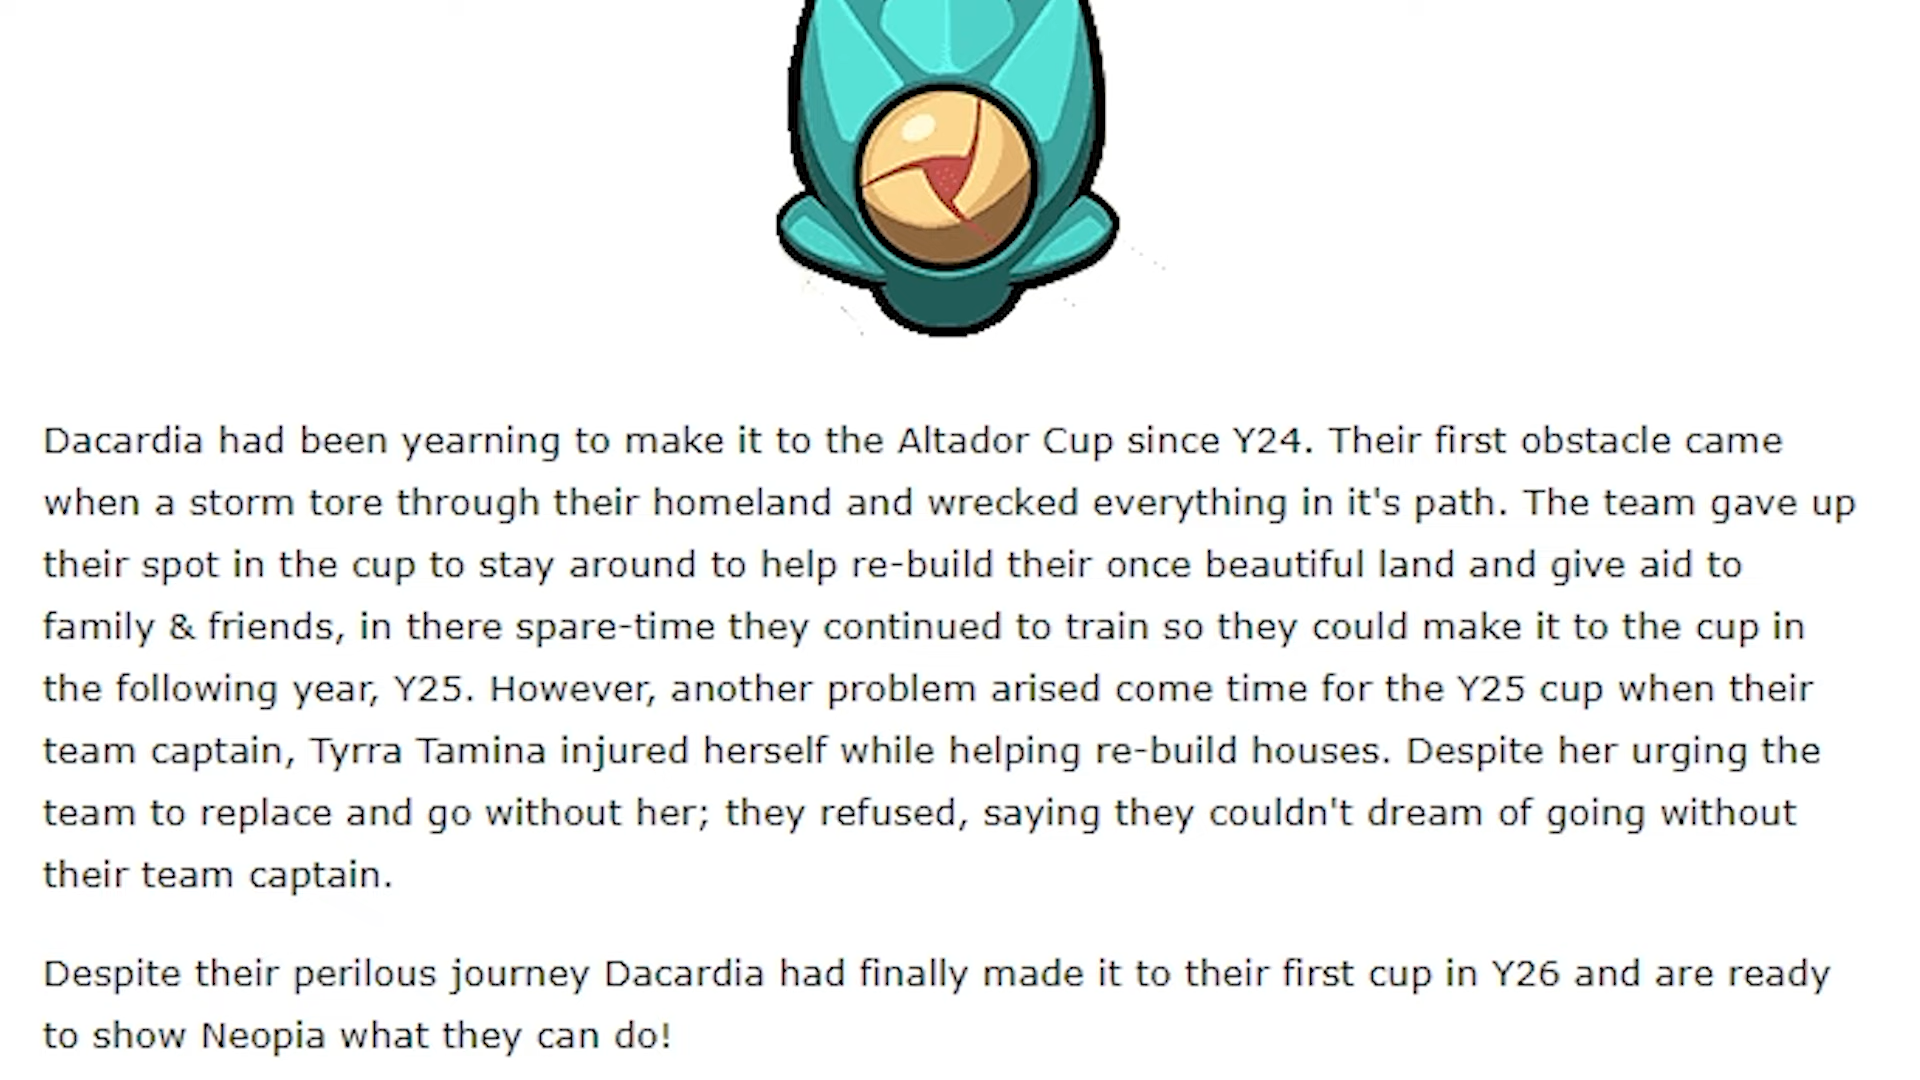 Dacardia had been yearning to make it to the Altador Cup since Y24. Their first obstacle came
when a storm tore through their homeland and wrecked everything in it's path. The team gave up
their spot in the cup to stay around to help re-build their once beautiful land and give aid to
family & friends, in there spare-time they continued to train so they could make it to the cup in
the following year, Y25. However, another problem arised come time for the Y25 cup when their
team captain, Tyrra Tamina injured herself while helping re-build houses. Despite her urging the
team to replace and go without her; they refused, saying they couldn't dream of going without
their team captain.
Despite their perilous journey Dacardia had finally made it to their first cup in Y26 and are ready
to show Neopia what they can do!